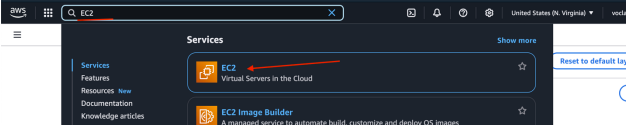 aws
EC2
United States (N. Virginia)
vocla
Services
Show more
Services
Features
Resources New
Documentation
Knowledge articles
EC2
Virtual Servers in the Cloud
EC2 Image Builder
A managed service to automate build, customize and deploy OS images
Reset to default lay